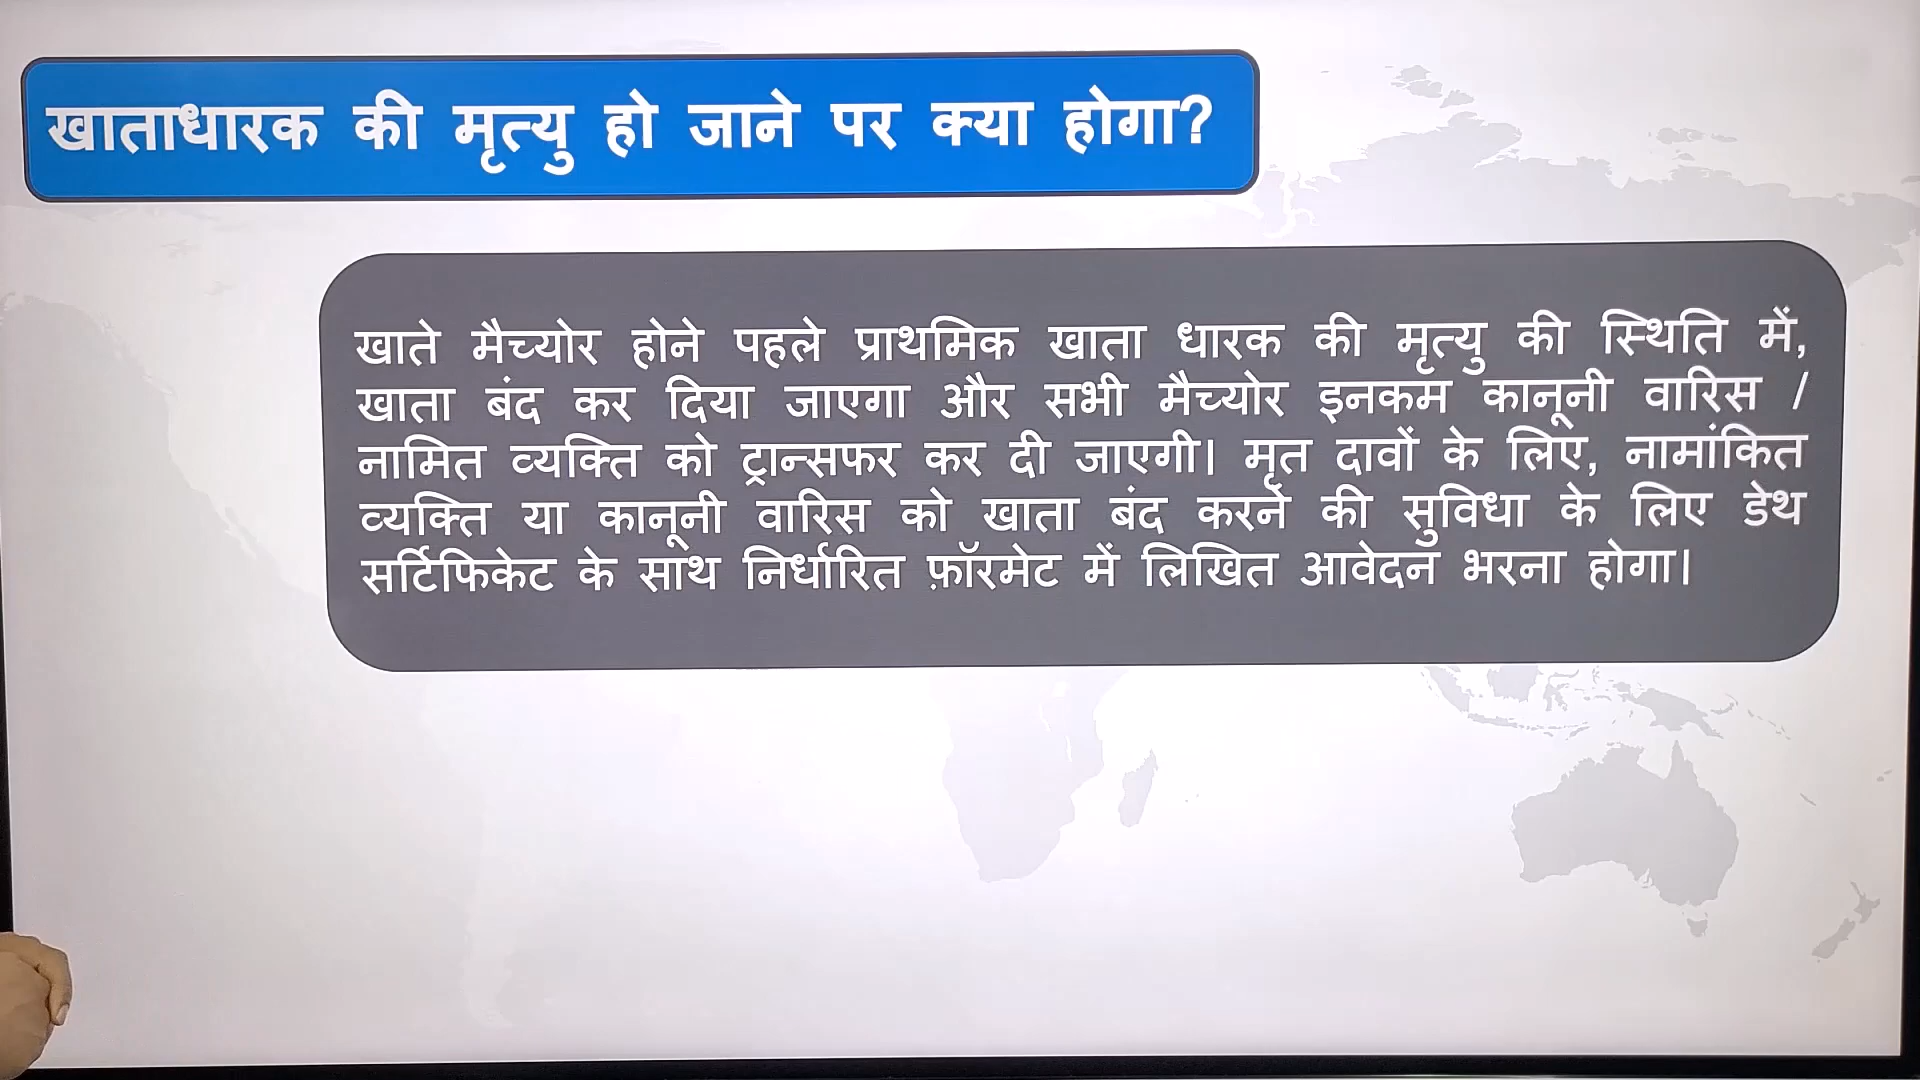 खाताधारक की मृत्यु हो जाने पर क्या होगा?
खाते मैच्योर होने पहले प्राथमिक खाता धारक की मृत्यु की स्थिति में,
खाता बंद कर दिया जाएगा और सभी मैच्योर इनकम कानूनी वारिस /
नामित व्यक्ति को ट्रान्सफर कर दी जाएगी। मृत दावों के लिए, नामांकित
व्यक्ति या कानूनी वारिस को खाता बंद करने की सुविधा के लिए डेथ
सर्टिफिकेट के साथ निर्धारित फ़ॉरमेट में लिखित आवेदन भरना होगा।